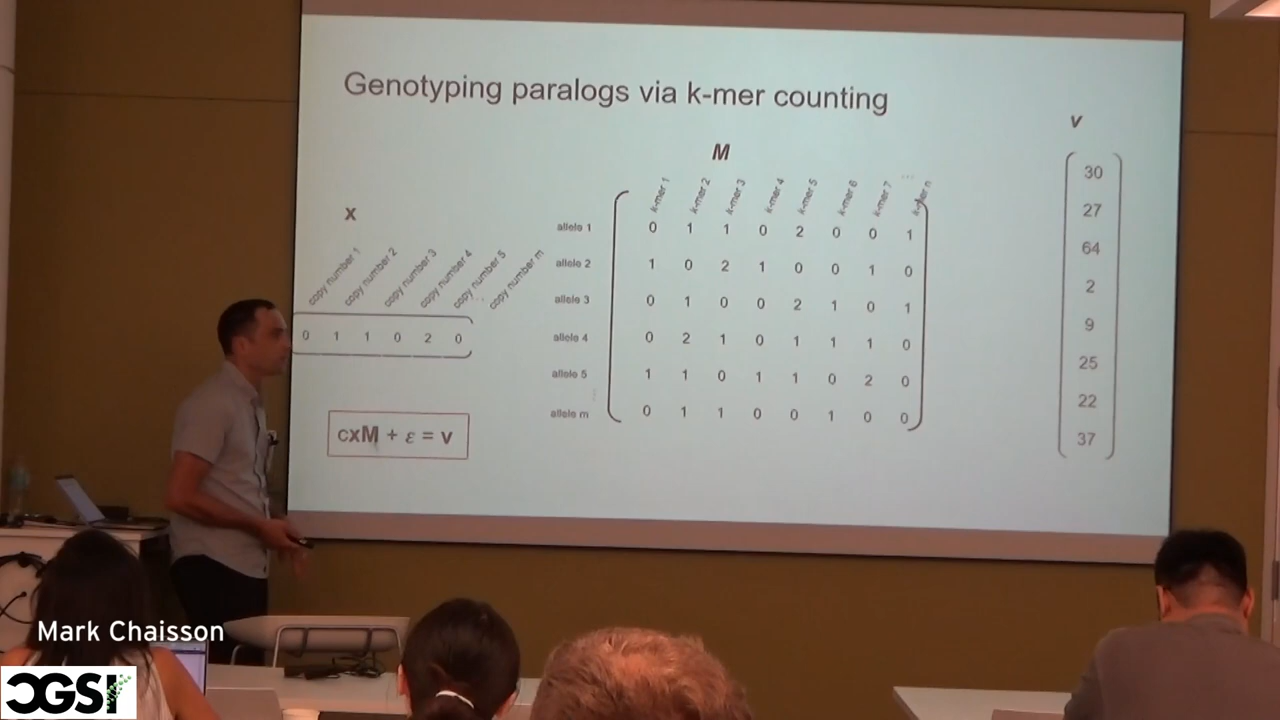 Genotyping paralogs via k-mer counting
x
copy number 1 copy number 2 copy number 3 copy number 4 copy number 5 ... copy number m
0 1 1 0 2 0
cxM + ε = v
M
k-mer 1 k-mer 2 k-mer 3 k-mer 4 k-mer 5 k-mer 6 k-mer 7 ... k-mer n
allele 1 0 1 1 0 2 0 0 1
allele 2 1 0 2 1 0 0 1 0
allele 3 0 1 0 0 2 1 0 1
allele 4 0 2 1 0 1 1 1 0
allele 5 1 1 0 1 1 0 2 0
allele m 0 1 1 0 0 1 0 0
v
30
27
64
2
9
25
22
37
Mark Chaisson
CGSI